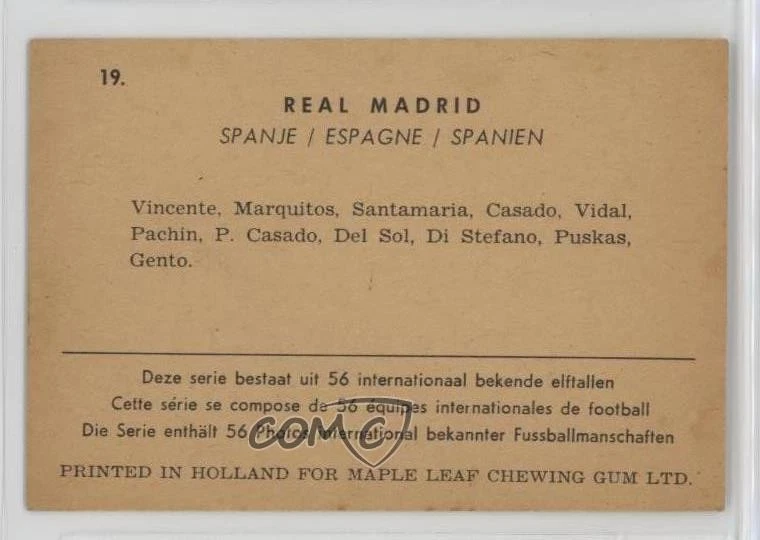 19.
REAL MADRID
SPANJE / ESPAGNE / SPANIEN
Vincente, Marquitos, Santamaria, Casado, Vidal,
Pachin, P. Casado, Del Sol, Di Stefano, Puskas,
Gento.
Deze serie bestaat uit 56 internationaal bekende elftallen
Cette série se compose de 56 équipes internationales de football
Die Serie enthält 56 Photos international bekannter Fussballmanschaften
COMC
PRINTED IN HOLLAND FOR MAPLE LEAF CHEWING GUM LTD.